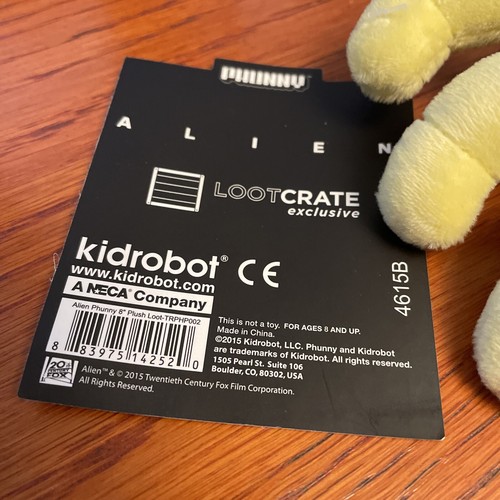 PHUNNY
ALIEN
LOOTCRATE
exclusive
kidrobot®
www.kidrobot.com
CE
A NECA® Company
Alien Phunny 8" Plush Loot-TRPHP002
8 83975 14252 0
4615B
This is not a toy. FOR AGES 8 AND UP.
Made in China.
©2015 Kidrobot, LLC. Phunny and Kidrobot
are trademarks of Kidrobot. All rights reserved.
1505 Pearl St. Suite 106
Boulder, CO, 80302, USA
Alien™ & © 2015 Twentieth Century Fox Film Corporation.
All Rights Reserved.